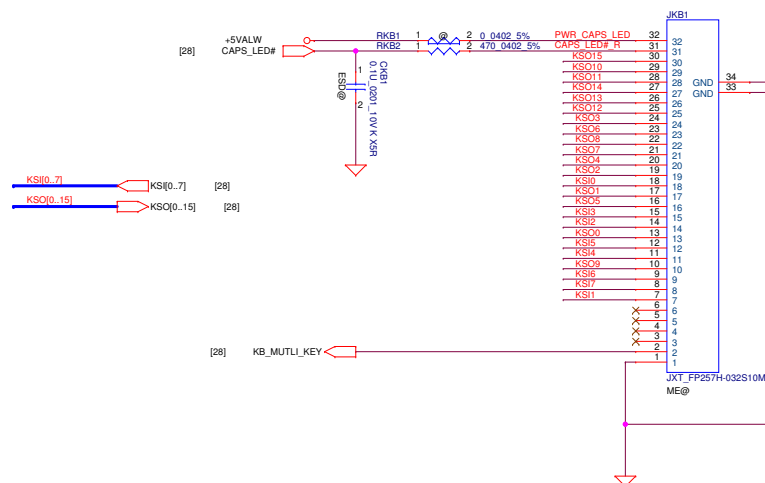 JKB1
+5VALW RKB1 1 @ 2 0_0402_5% PWR_CAPS_LED 32 32
[28] CAPS_LED# RKB2 1 2 470_0402_5% CAPS_LED#_R 31 31
KSO15 30 30
KSO10 29 29
KSO11 28 28 GND 34
KSO14 27 27 GND 33
KSO13 26 26
KSO12 25 25
KSO3 24 24
KSO6 23 23
KSO8 22 22
KSO7 21 21
KSO4 20 20
KSO2 19 19
KSI0 18 18
KSO1 17 17
KSO5 16 16
KSI3 15 15
KSI2 14 14
KSO0 13 13
KSI5 12 12
KSI4 11 11
KSO9 10 10
KSI6 9 9
KSI7 8 8
KSI1 7 7
6 6
5 5
4 4
3 3
[28] KB_MUTLI_KEY 2 2
1 1
JXT_FP257H-032S10M
ME@
1
2
CKB1
0.1U_0201_10V K X5R
ESD@
KSI[0..7] KSI[0..7] [28]
KSO[0..15] KSO[0..15] [28]